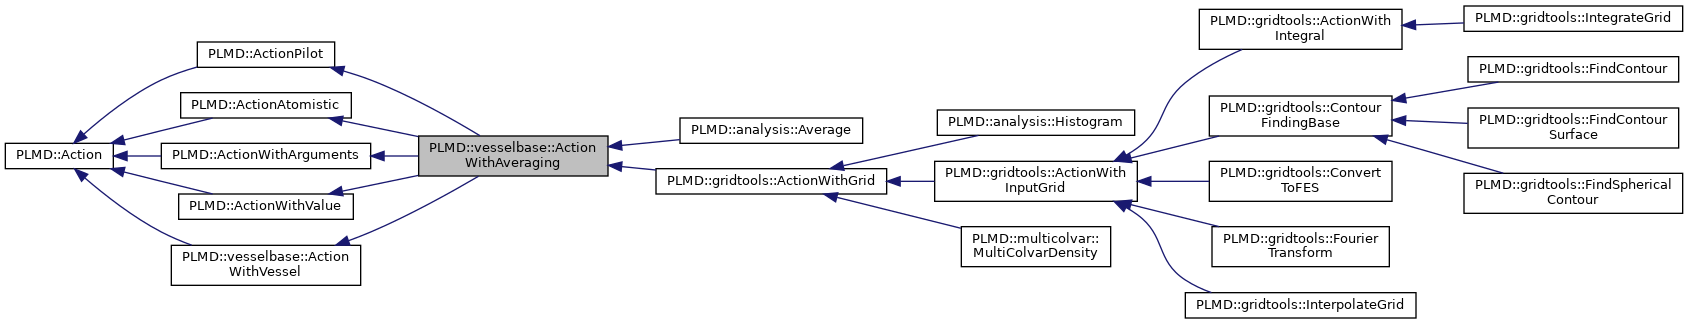 PLMD::Action
PLMD::ActionPilot
PLMD::ActionAtomistic
PLMD::ActionWithArguments
PLMD::ActionWithValue
PLMD::vesselbase::Action
WithVessel
PLMD::vesselbase::Action
WithAveraging
PLMD::analysis::Average
PLMD::gridtools::ActionWithGrid
PLMD::analysis::Histogram
PLMD::gridtools::ActionWith
InputGrid
PLMD::multicolvar::
MultiColvarDensity
PLMD::gridtools::ActionWith
Integral
PLMD::gridtools::Contour
FindingBase
PLMD::gridtools::Convert
ToFES
PLMD::gridtools::Fourier
Transform
PLMD::gridtools::InterpolateGrid
PLMD::gridtools::IntegrateGrid
PLMD::gridtools::FindContour
PLMD::gridtools::FindContour
Surface
PLMD::gridtools::FindSpherical
Contour